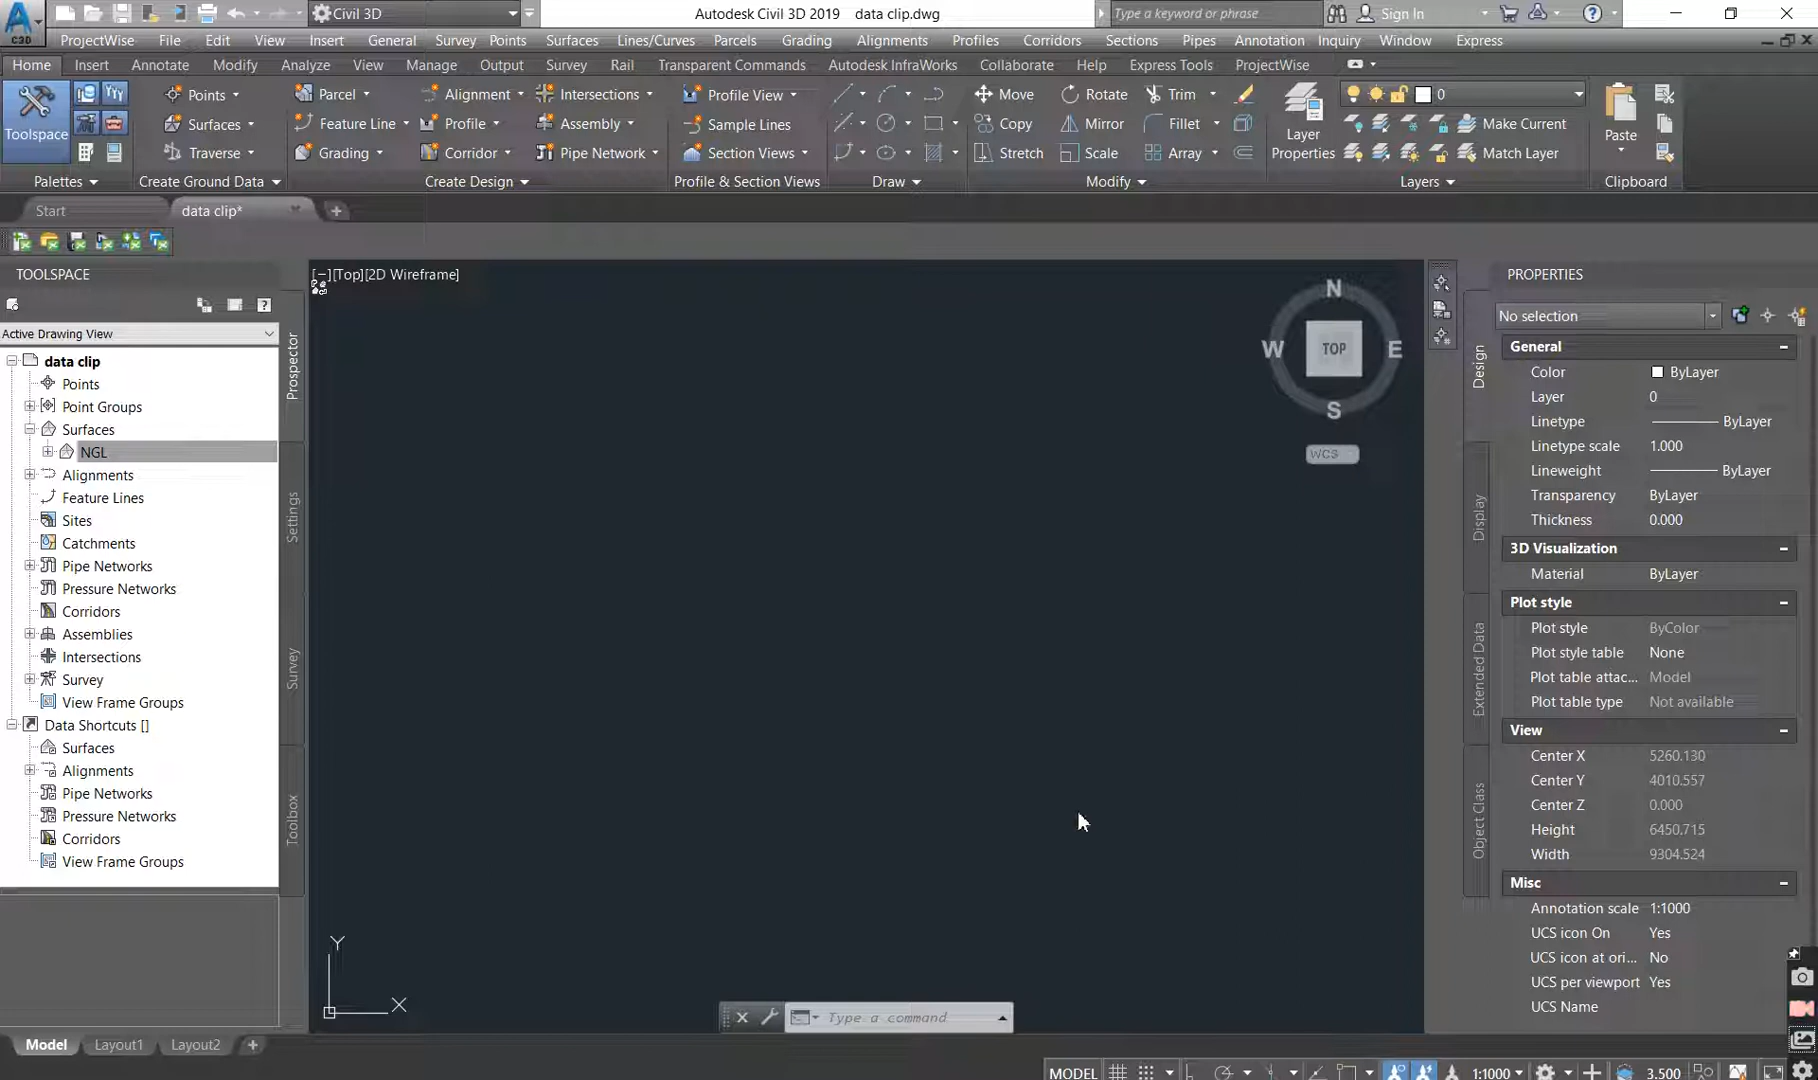 C3D
Civil 3D
Autodesk Civil 3D 2019 data clip.dwg
Type a keyword or phrase
Sign In
ProjectWise File Edit View Insert General Survey Points Surfaces Lines/Curves Parcels Grading Alignments Profiles Corridors Sections Pipes Annotation Inquiry Window Express
Home Insert Annotate Modify Analyze View Manage Output Survey Rail Transparent Commands Autodesk InfraWorks Collaborate Help Express Tools ProjectWise
Points Parcel Alignment Intersections Profile View Move Rotate Trim 0
Toolspace Surfaces Feature Line Profile Assembly Sample Lines Copy Mirror Fillet Layer Properties Make Current Paste
Traverse Grading Corridor Pipe Network Section Views Stretch Scale Array Match Layer
Palettes Create Ground Data Create Design Profile & Section Views Draw Modify Layers Clipboard
Start data clip*
TOOLSPACE
Active Drawing View
data clip
Points
Point Groups
Surfaces
NGL
Alignments
Feature Lines
Sites
Catchments
Pipe Networks
Pressure Networks
Corridors
Assemblies
Intersections
Survey
View Frame Groups
Data Shortcuts []
Surfaces
Alignments
Pipe Networks
Pressure Networks
Corridors
View Frame Groups
Prospector
Settings
Survey
Toolbox
[−][Top][2D Wireframe]
N
W TOP E
S
WCS
Y
X
Type a command
PROPERTIES
No selection
Design
Display
Extended Data
Object Class
General
Color ByLayer
Layer 0
Linetype ByLayer
Linetype scale 1.000
Lineweight ByLayer
Transparency ByLayer
Thickness 0.000
3D Visualization
Material ByLayer
Plot style
Plot style ByColor
Plot style table None
Plot table attac... Model
Plot table type Not available
View
Center X 5260.130
Center Y 4010.557
Center Z 0.000
Height 6450.715
Width 9304.524
Misc
Annotation scale 1:1000
UCS icon On Yes
UCS icon at ori... No
UCS per viewport Yes
UCS Name
Model Layout1 Layout2
MODEL 1:1000 3.500